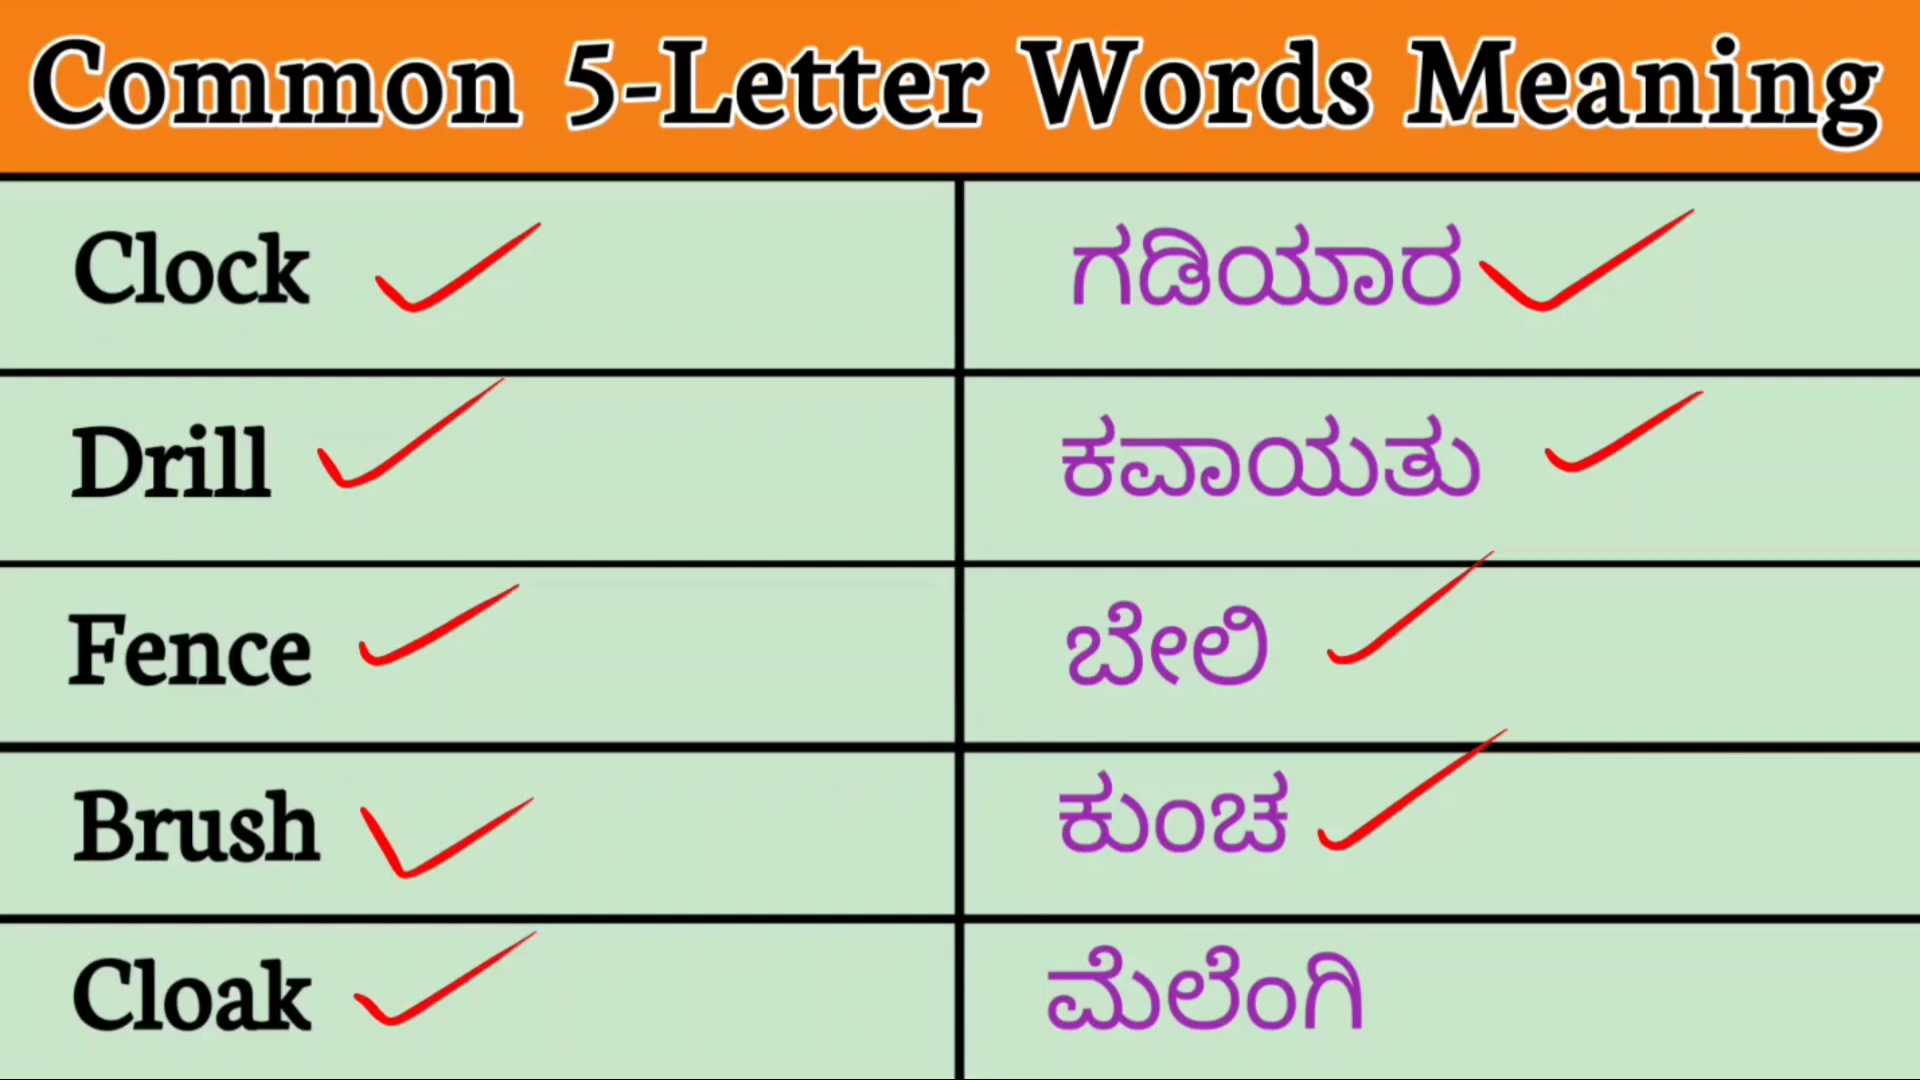 Common 5-Letter Words Meaning
Clock ಗಡಿಯಾರ
Drill ಕವಾಯತು
Fence ಬೇಲಿ
Brush ಕುಂಚ
Cloak ಮೆಲೆಂಗಿ